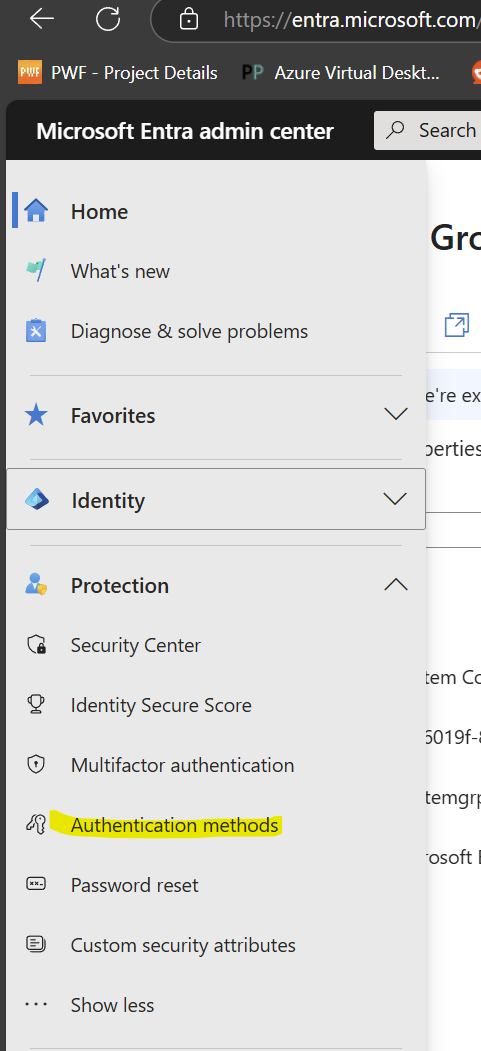 https://entra.microsoft.com/
PWF PWF - Project Details PP Azure Virtual Deskt...
Microsoft Entra admin center Search
Home
Gro
What's new
Diagnose & solve problems
e're ex
Favorites
perties
Identity
Protection
Security Center
tem Co
Identity Secure Score
6019f-8
Multifactor authentication
temgrp
Authentication methods
rosoft E
Password reset
Custom security attributes
Show less